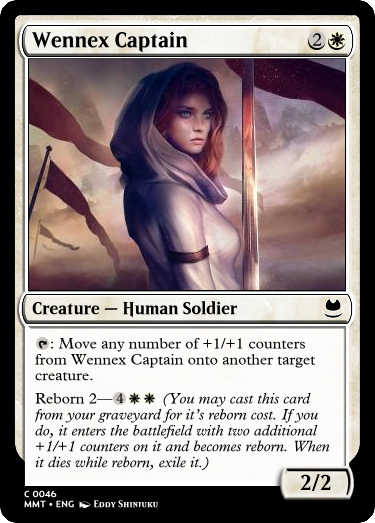 Wennex Captain 2
Creature — Human Soldier
: Move any number of +1/+1 counters
from Wennex Captain onto another target
creature.
Reborn 2—4 (You may cast this card
from your graveyard for it's reborn cost. If you
do, it enters the battlefield with two additional
+1/+1 counters on it and becomes reborn. When
it dies while reborn, exile it.)
2/2
C 0046
MMT • ENG Eddy Shinjuku